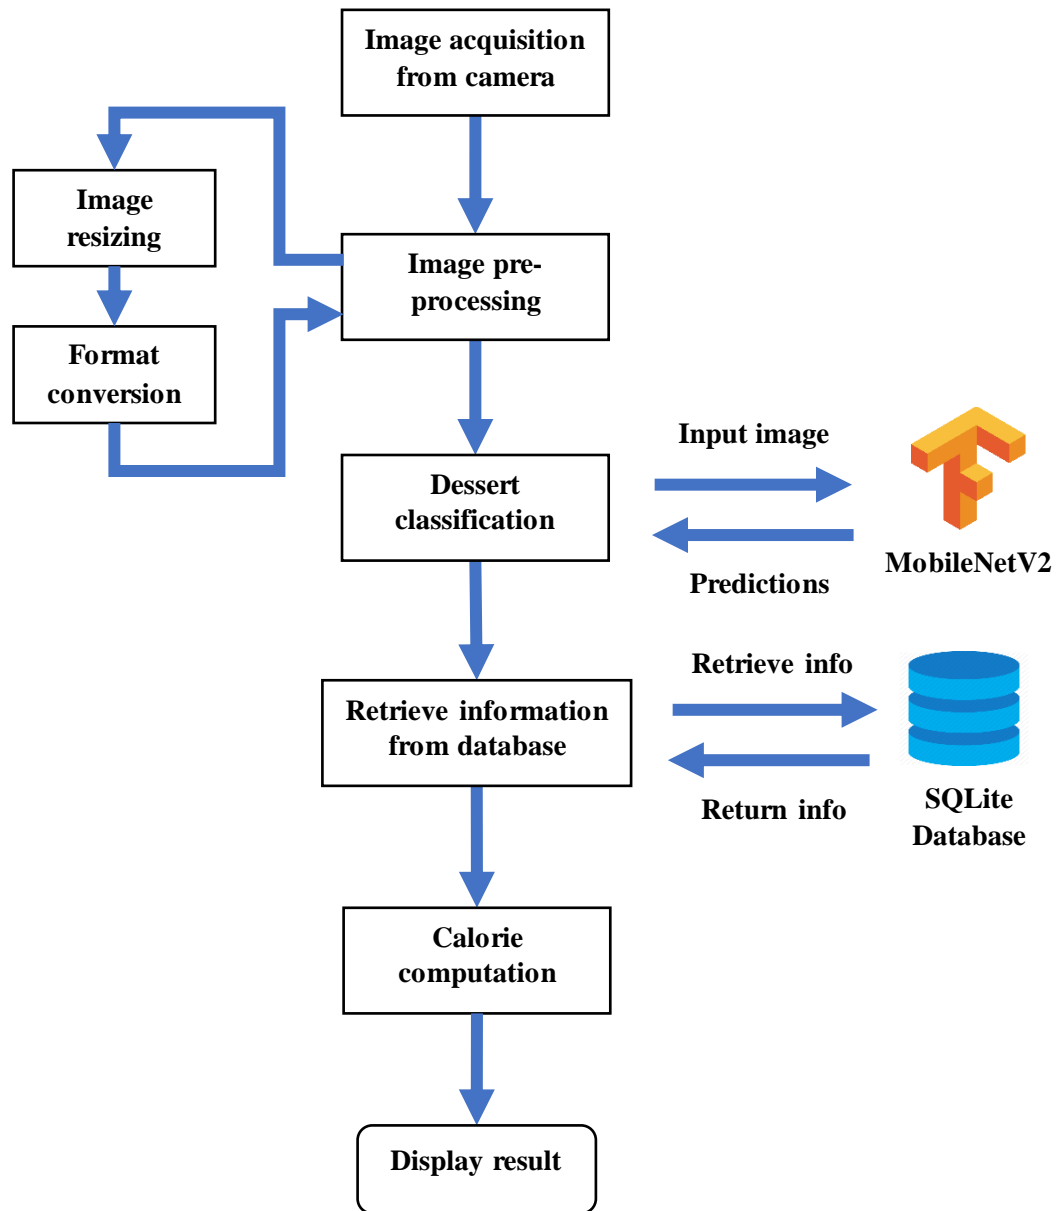 Image acquisition
from camera
Image
resizing
Image pre-
processing
Format
conversion
Input image
Dessert
classification
MobileNetV2
Predictions
Retrieve info
Retrieve information
from database
SQLite
Database
Return info
Calorie
computation
Display result